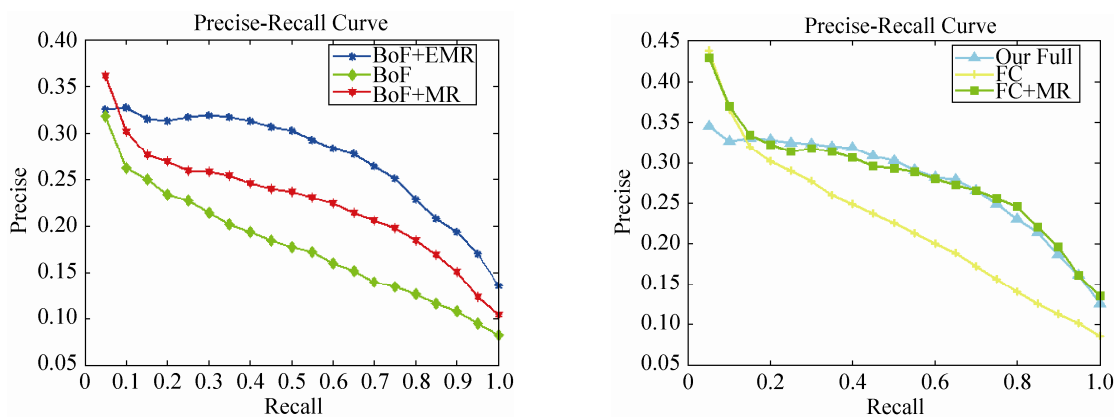 Precise-Recall Curve
0.40
0.35
0.30
0.25
0.20
0.15
0.10
0.05
Precise
BoF+EMR
BoF
BoF+MR
0 0.1 0.2 0.3 0.4 0.5 0.6 0.7 0.8 0.9 1.0
Recall
Precise-Recall Curve
0.45
0.40
0.35
0.30
0.25
0.20
0.15
0.10
0.05
Precise
Our Full
FC
FC+MR
0 0.2 0.4 0.6 0.8 1.0
Recall